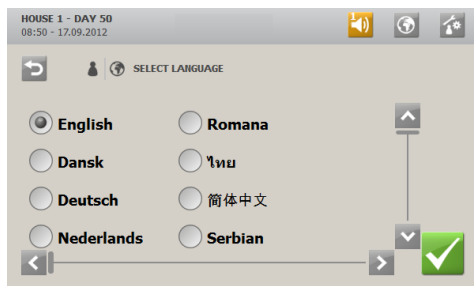 HOUSE 1 - DAY 50
08:50 - 17.09.2012
SELECT LANGUAGE
English
Romana
Dansk
ไทย
Deutsch
简体中文
Nederlands
Serbian